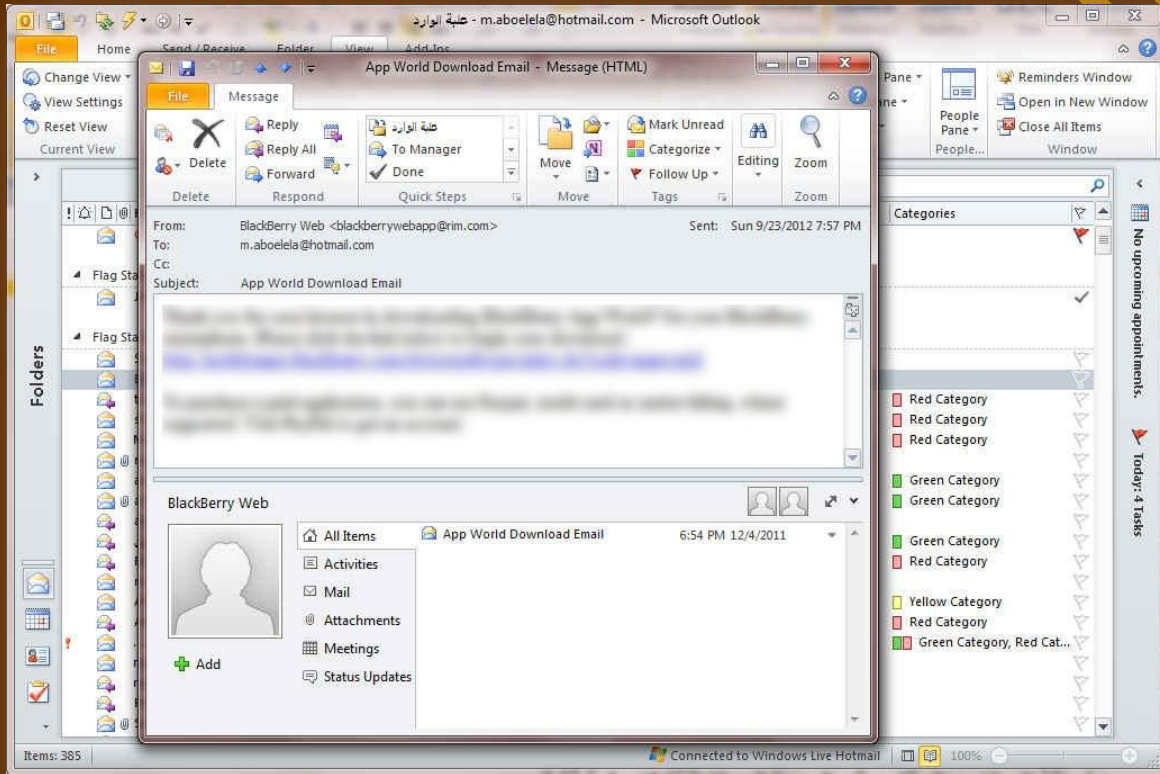 علبة الوارد - m.aboelela@hotmail.com - Microsoft Outlook
File Home Send / Receive Folder View Add-Ins
Change View
View Settings
Reset View
Current View
People Pane
People...
Reminders Window
Open in New Window
Close All Items
Window
App World Download Email - Message (HTML)
File Message
Delete
Delete
Reply
Reply All
Forward
Respond
علبة الوارد
To Manager
Done
Quick Steps
Move
Move
Mark Unread
Categorize
Follow Up
Tags
Editing
Zoom
Zoom
From: BlackBerry Web <blackberrywebapp@rim.com> Sent: Sun 9/23/2012 7:57 PM
To: m.aboelela@hotmail.com
Cc:
Subject: App World Download Email
BlackBerry Web
All Items App World Download Email 6:54 PM 12/4/2011
Activities
Mail
Attachments
Meetings
Status Updates
Add
Folders
Flag Sta
Flag Sta
Categories
Red Category
Red Category
Red Category
Green Category
Green Category
Green Category
Red Category
Yellow Category
Red Category
Green Category, Red Cat...
No upcoming appointments.
Today: 4 Tasks
Items: 385 Connected to Windows Live Hotmail 100%